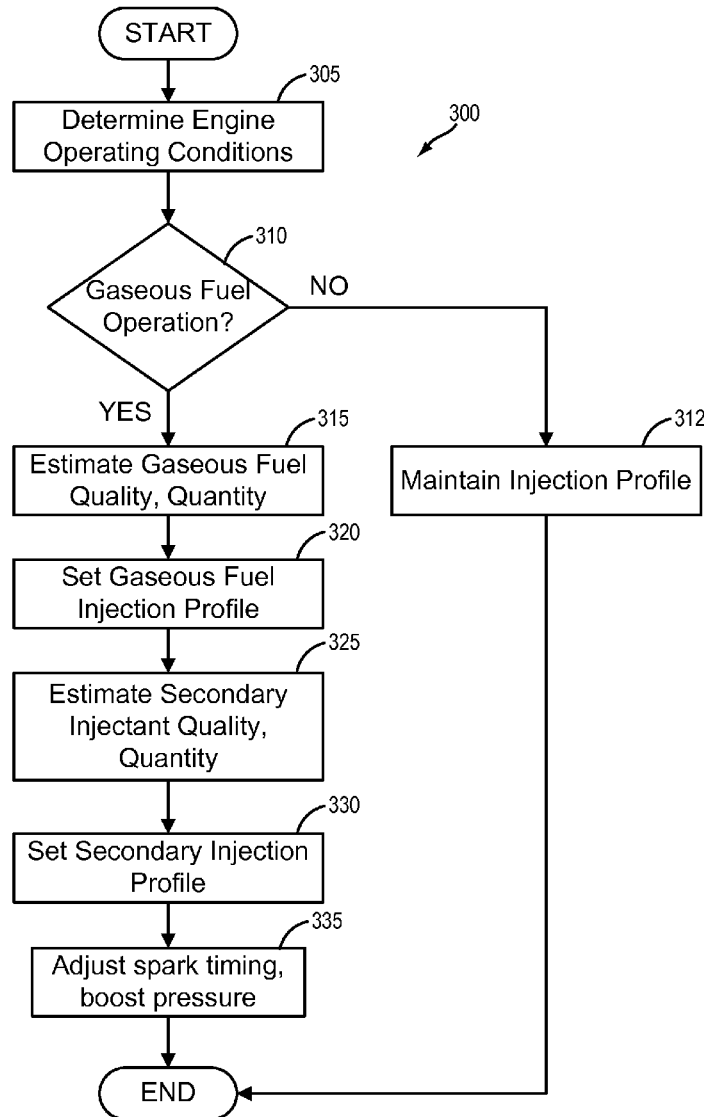 START
305
Determine Engine
Operating Conditions
300
310
Gaseous Fuel
Operation?
NO
YES
315
Estimate Gaseous Fuel
Quality, Quantity
312
Maintain Injection Profile
320
Set Gaseous Fuel
Injection Profile
325
Estimate Secondary
Injectant Quality,
Quantity
330
Set Secondary Injection
Profile
335
Adjust spark timing,
boost pressure
END